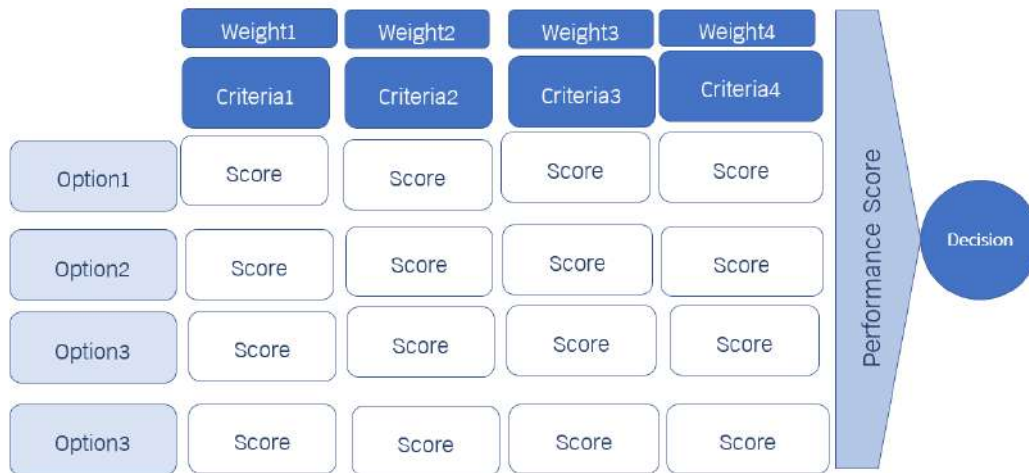 Weight1 Weight2 Weight3 Weight4
Criteria1 Criteria2 Criteria3 Criteria4
Option1 Score Score Score Score
Option2 Score Score Score Score
Option3 Score Score Score Score
Option3 Score Score Score Score
Performance Score
Decision